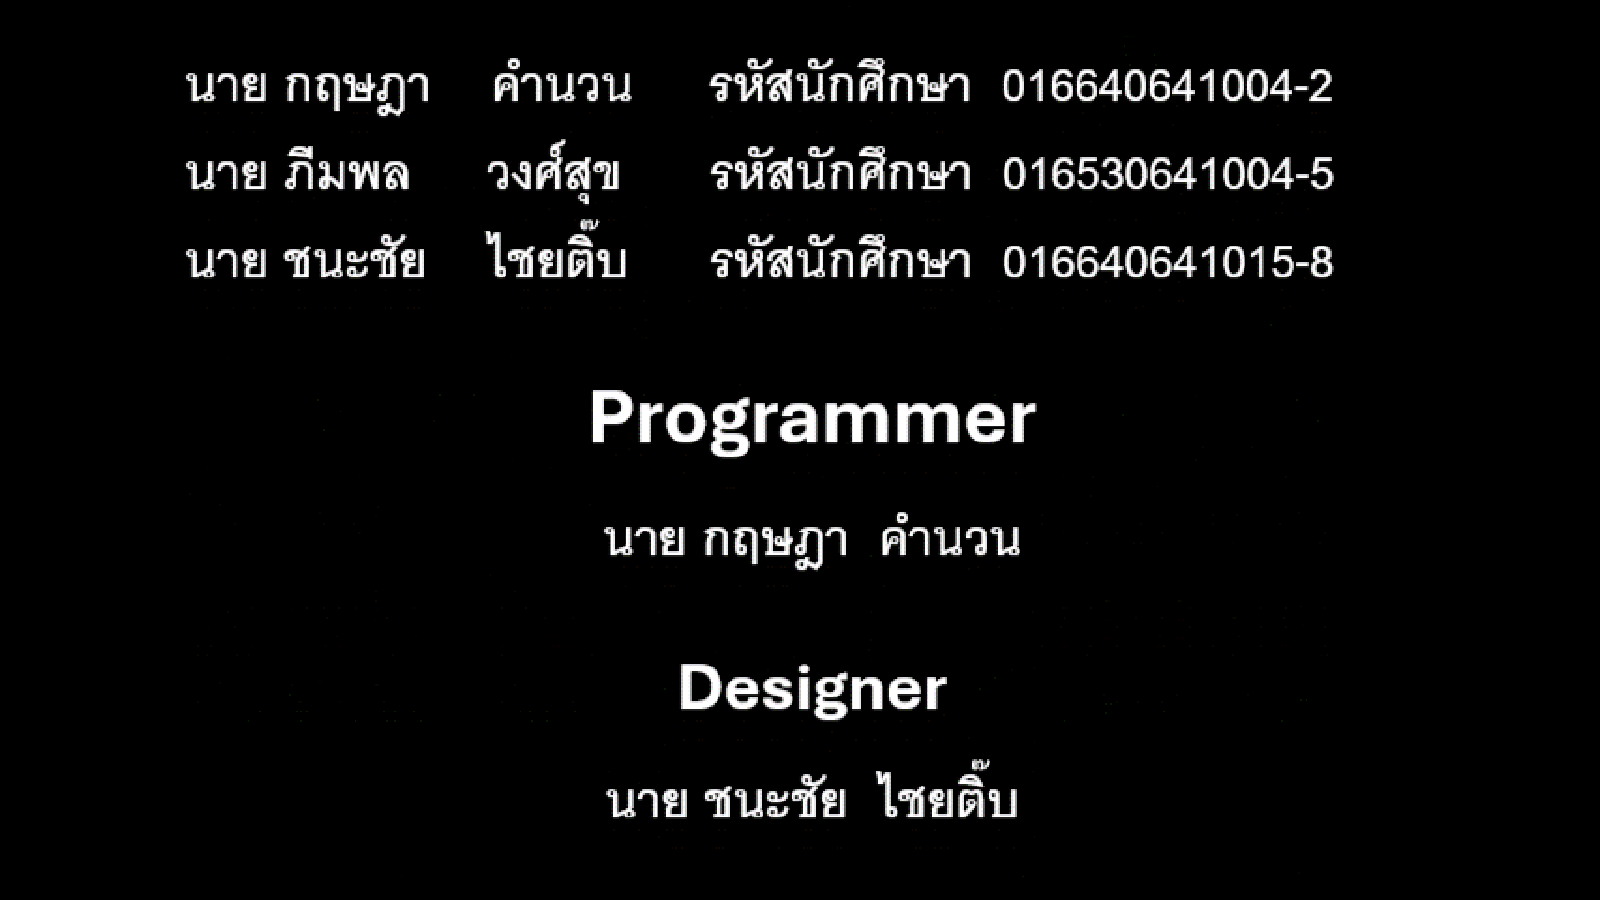 นาย กฤษฎา คำนวน รหัสนักศึกษา 016640641004-2
นาย ภีมพล วงศ์สุข รหัสนักศึกษา 016530641004-5
นาย ชนะชัย ไชยติ๊บ รหัสนักศึกษา 016640641015-8
Programmer
นาย กฤษฎา คำนวน
Designer
นาย ชนะชัย ไชยติ๊บ